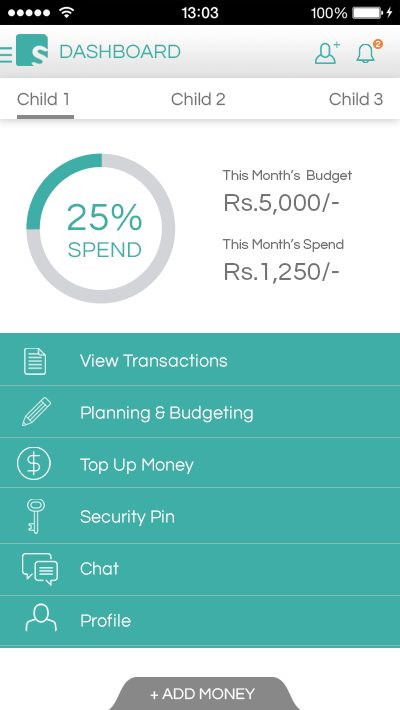 13:03
100%
S DASHBOARD
2
Child 1 Child 2 Child 3
25%
SPEND
This Month's Budget
Rs.5,000/-
This Month's Spend
Rs.1,250/-
View Transactions
Planning & Budgeting
$ Top Up Money
Security Pin
Chat
Profile
+ ADD MONEY